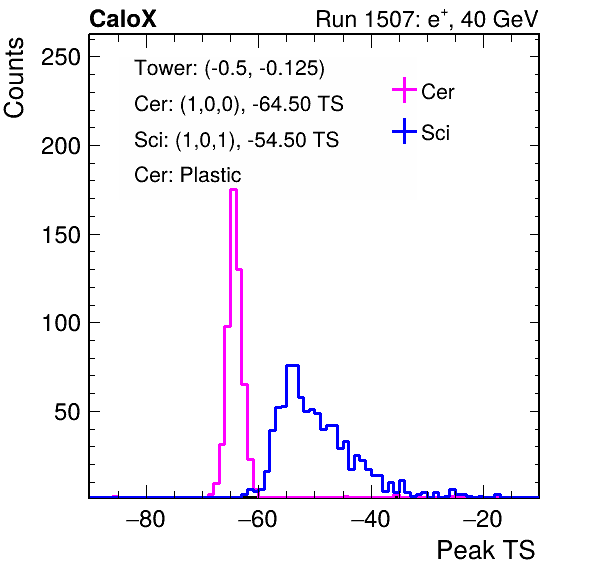 CaloX Run 1507: e⁺, 40 GeV
Counts
250
200
150
100
50
Tower: (-0.5, -0.125)
Cer: (1,0,0), -64.50 TS
Sci: (1,0,1), -54.50 TS
Cer: Plastic
Cer
Sci
−80 −60 −40 −20
Peak TS